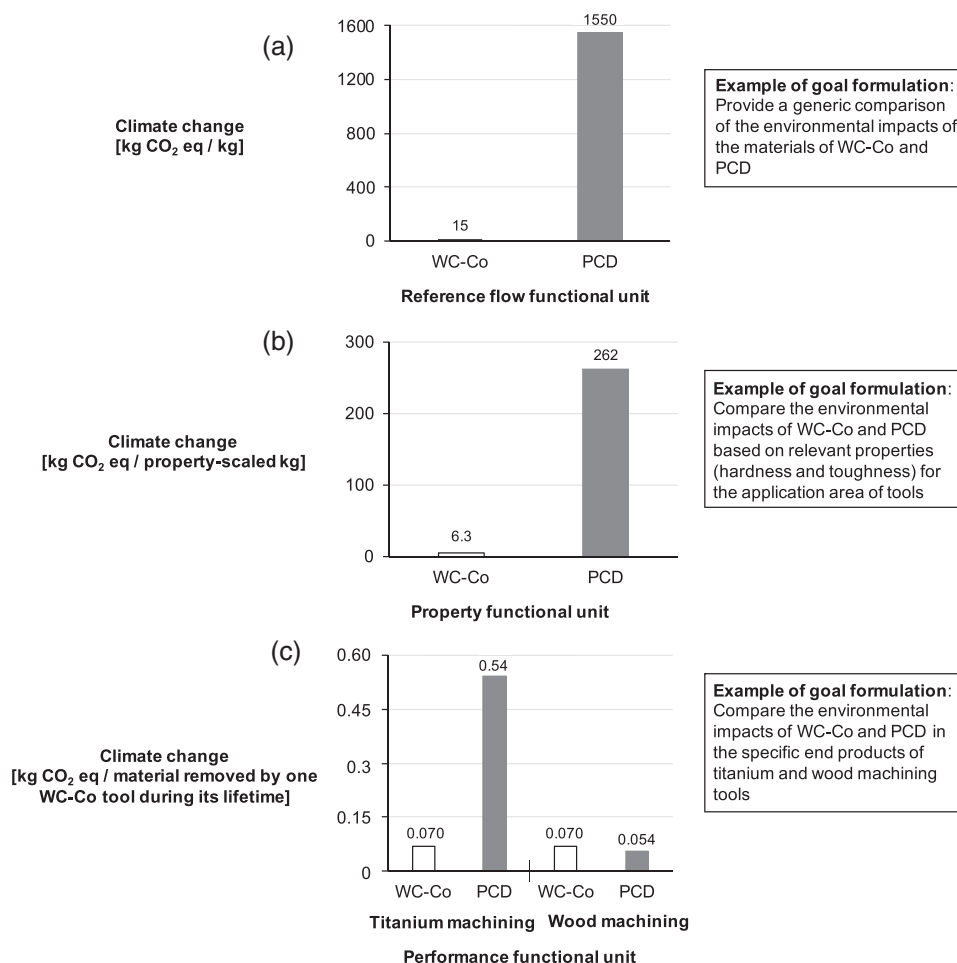 (a)
Climate change
[kg CO₂ eq / kg]
1600
1200
800
400
0
15
1550
WC-Co
PCD
Reference flow functional unit
Example of goal formulation:
Provide a generic comparison
of the environmental impacts of
the materials of WC-Co and
PCD
(b)
Climate change
[kg CO₂ eq / property-scaled kg]
300
200
100
0
6.3
262
WC-Co
PCD
Property functional unit
Example of goal formulation:
Compare the environmental
impacts of WC-Co and PCD
based on relevant properties
(hardness and toughness) for
the application area of tools
(c)
Climate change
[kg CO₂ eq / material removed by one
WC-Co tool during its lifetime]
0.60
0.45
0.3
0.15
0
0.070
0.54
0.070
0.054
WC-Co
PCD
WC-Co
PCD
Titanium machining
Wood machining
Performance functional unit
Example of goal formulation:
Compare the environmental
impacts of WC-Co and PCD in
the specific end products of
titanium and wood machining
tools